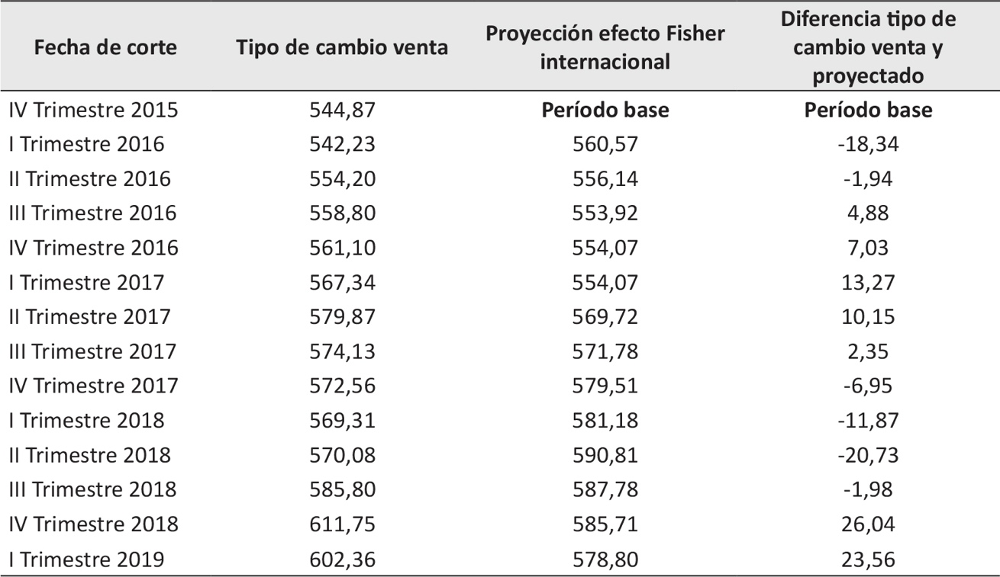 Fecha de corte Tipo de cambio venta Proyección efecto Fisher internacional Diferencia tipo de cambio venta y proyectado
IV Trimestre 2015 544,87 Período base Período base
I Trimestre 2016 542,23 560,57 -18,34
II Trimestre 2016 554,20 556,14 -1,94
III Trimestre 2016 558,80 553,92 4,88
IV Trimestre 2016 561,10 554,07 7,03
I Trimestre 2017 567,34 554,07 13,27
II Trimestre 2017 579,87 569,72 10,15
III Trimestre 2017 574,13 571,78 2,35
IV Trimestre 2017 572,56 579,51 -6,95
I Trimestre 2018 569,31 581,18 -11,87
II Trimestre 2018 570,08 590,81 -20,73
III Trimestre 2018 585,80 587,78 -1,98
IV Trimestre 2018 611,75 585,71 26,04
I Trimestre 2019 602,36 578,80 23,56